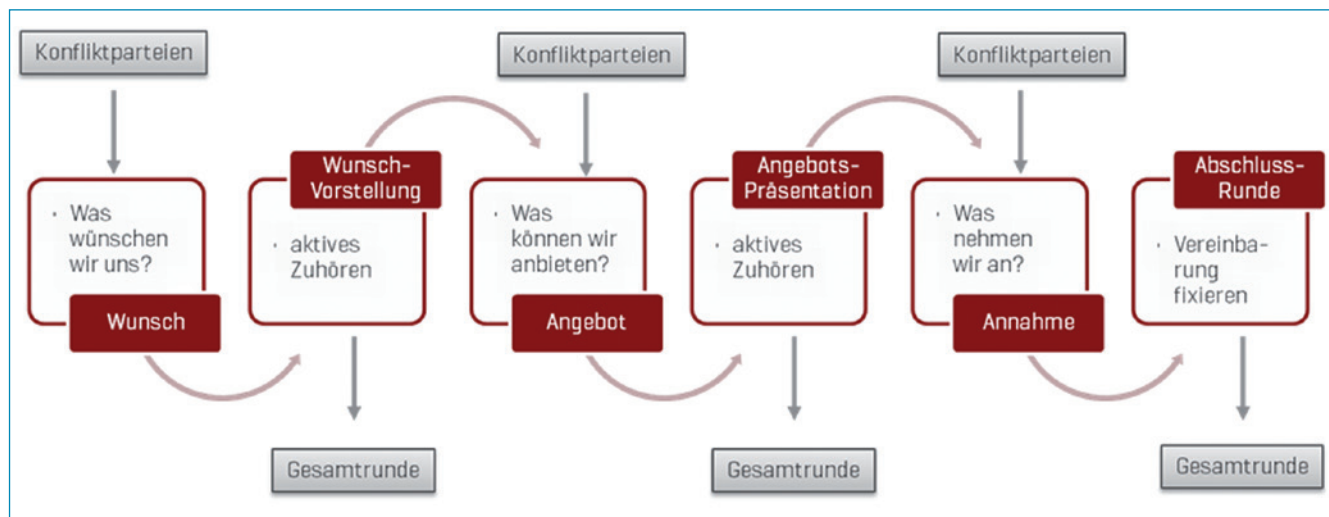 Konfliktparteien
· Was
wünschen
wir uns?
Wunsch
Wunsch-
Vorstellung
· aktives
Zuhören
Gesamtrunde
Konfliktparteien
· Was
können wir
anbieten?
Angebot
Angebots-
Präsentation
· aktives
Zuhören
Gesamtrunde
Konfliktparteien
· Was
nehmen
wir an?
Annahme
Abschluss-
Runde
· Vereinba-
rung
fixieren
Gesamtrunde